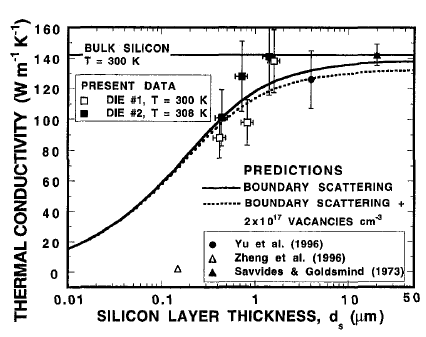 160
140
120
100
80
60
40
20
0
THERMAL CONDUCTIVITY (W m⁻¹ K⁻¹)
BULK SILICON
T = 300 K
PRESENT DATA
DIE #1, T = 300 K
DIE #2, T = 308 K
PREDICTIONS
BOUNDARY SCATTERING
BOUNDARY SCATTERING +
2x10¹⁷ VACANCIES cm⁻³
Yu et al. (1996)
Zheng et al. (1996)
Savvides & Goldsmind (1973)
0.01 0.1 1 10 50
SILICON LAYER THICKNESS, dₛ (μm)